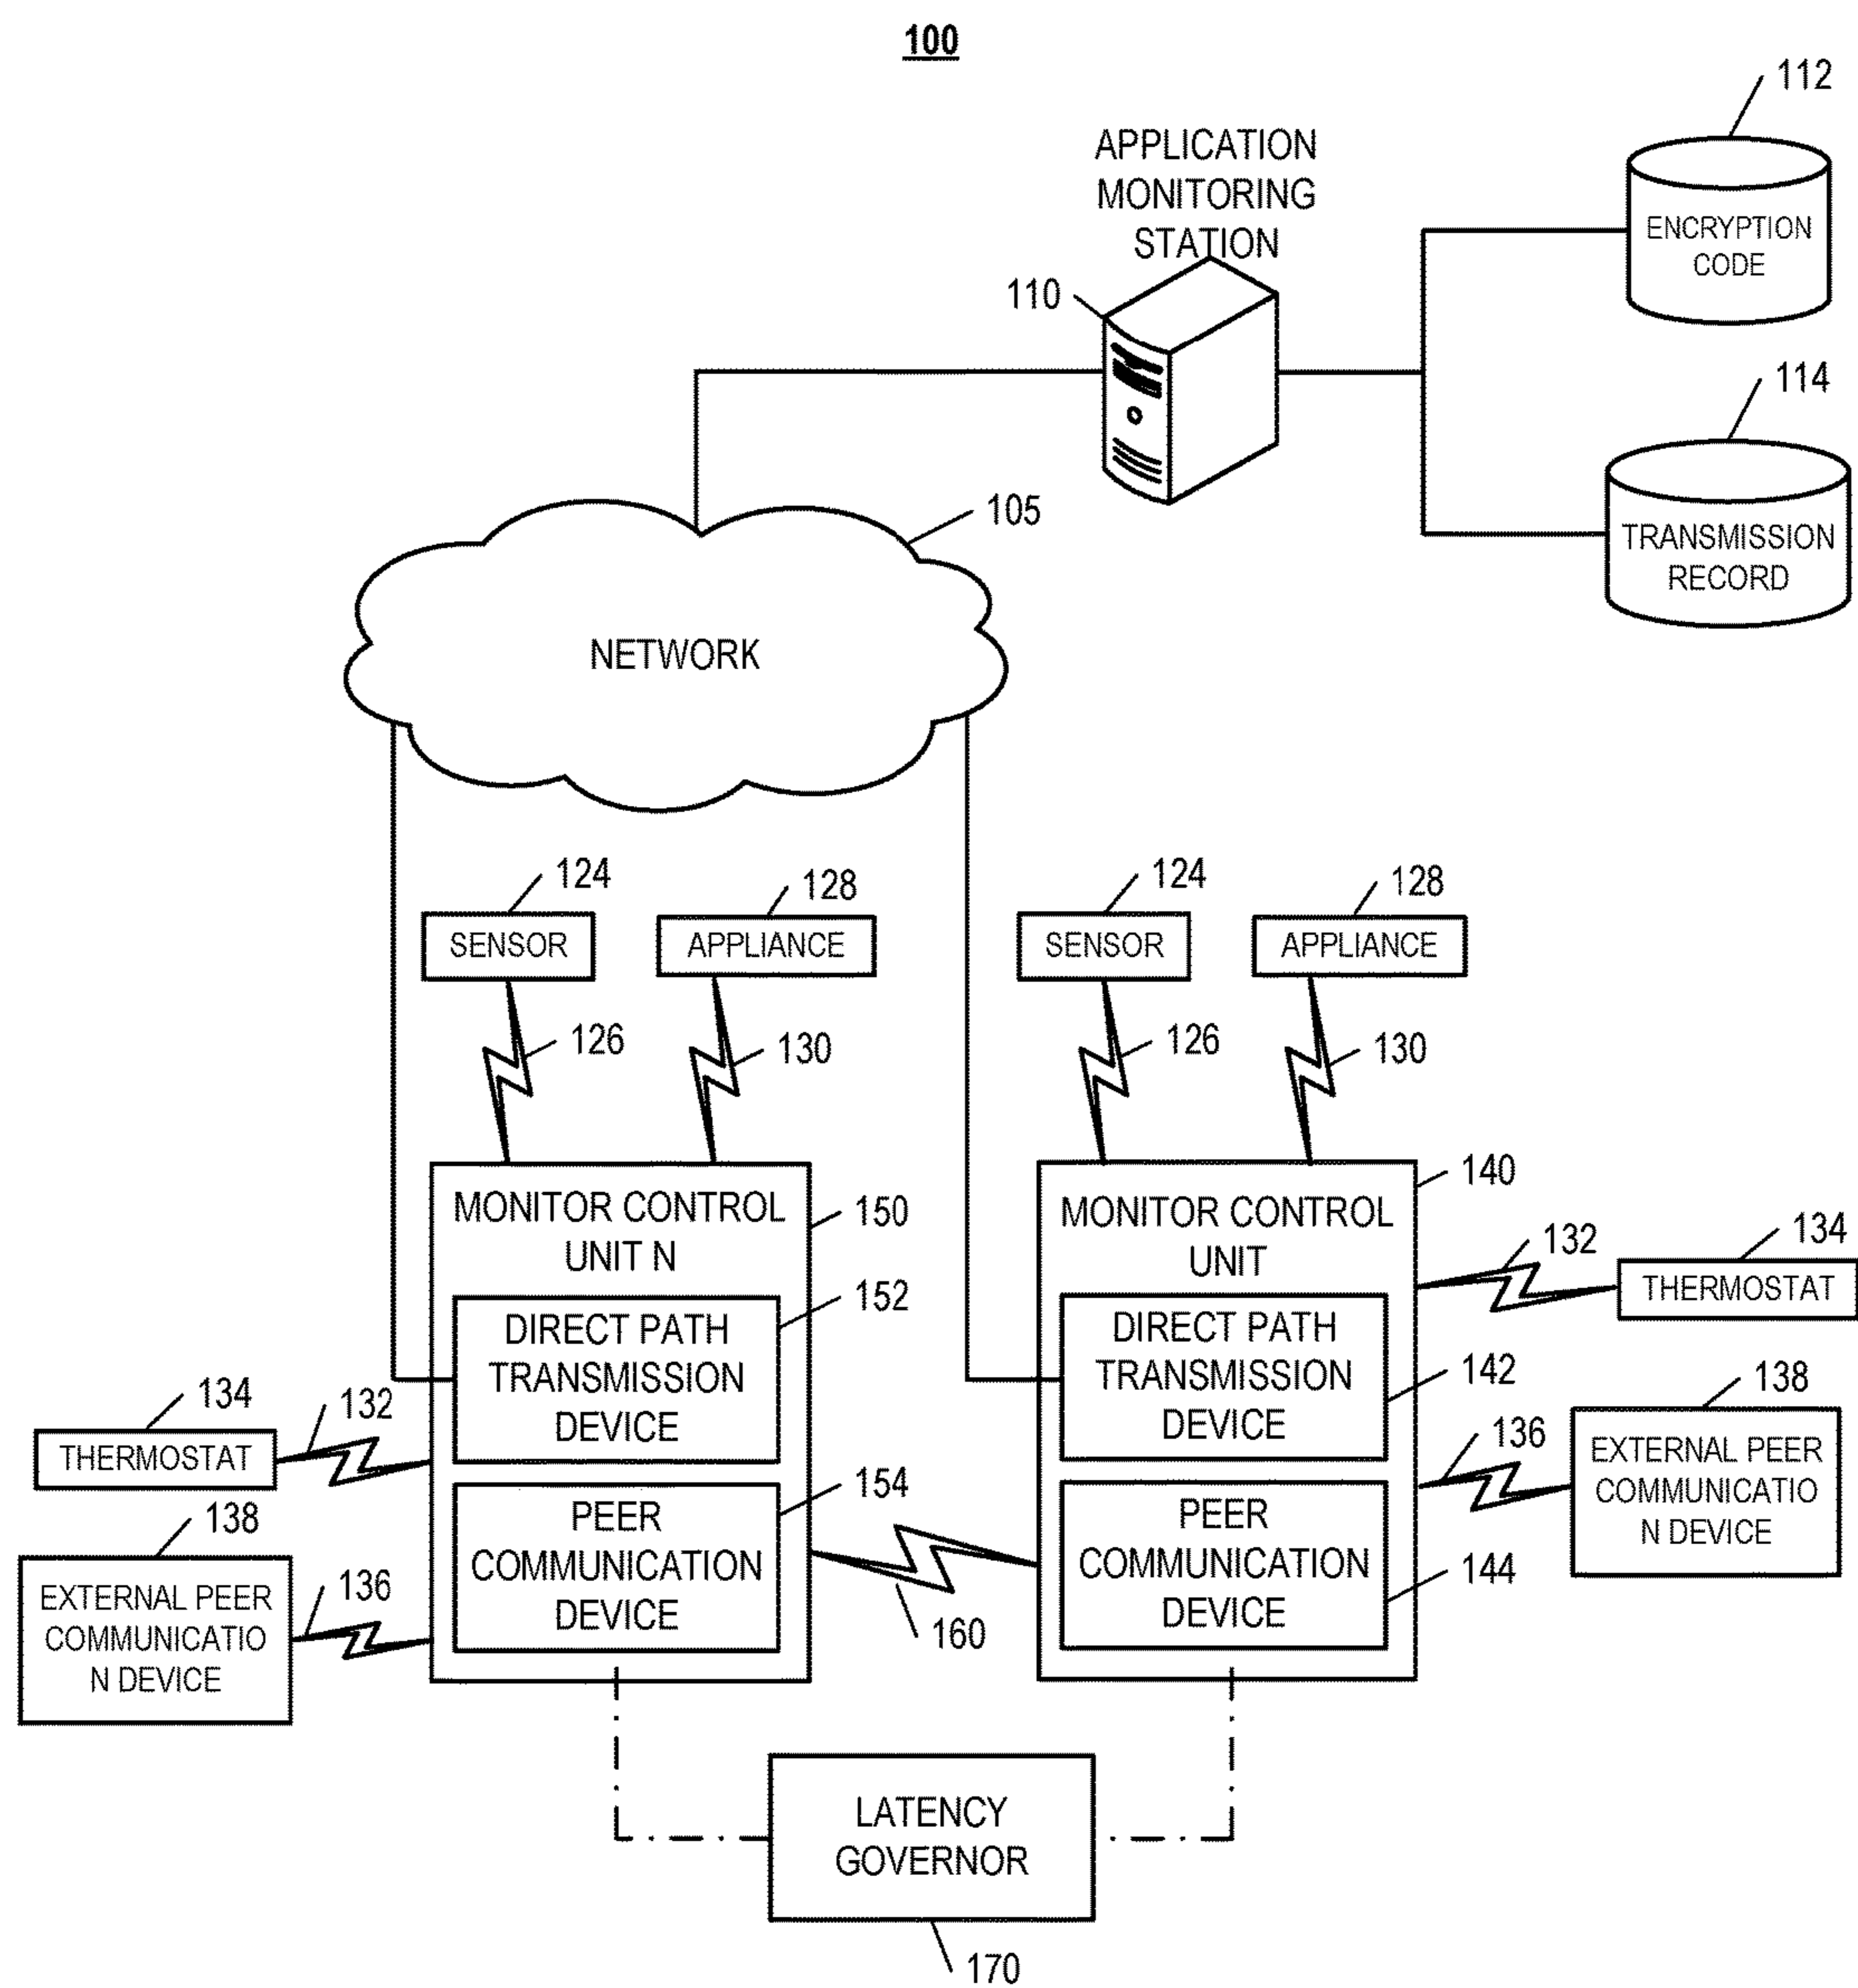 100
112
APPLICATION
MONITORING
STATION
ENCRYPTION
CODE
110
114
105
TRANSMISSION
RECORD
NETWORK
124
128
124
128
SENSOR
APPLIANCE
SENSOR
APPLIANCE
126
130
126
130
MONITOR CONTROL
UNIT N
150
MONITOR CONTROL
UNIT
140
132
134
THERMOSTAT
152
DIRECT PATH
TRANSMISSION
DEVICE
DIRECT PATH
TRANSMISSION
DEVICE
142
138
134
132
THERMOSTAT
136
EXTERNAL PEER
COMMUNICATIO
N DEVICE
154
PEER
COMMUNICATION
DEVICE
PEER
COMMUNICATION
DEVICE
144
138
136
EXTERNAL PEER
COMMUNICATIO
N DEVICE
160
LATENCY
GOVERNOR
170